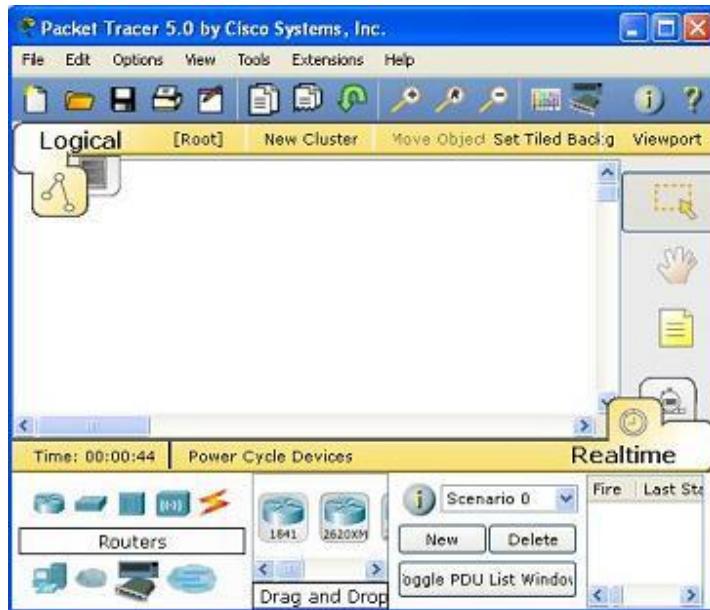 Packet Tracer 5.0 by Cisco Systems, Inc.
File Edit Options View Tools Extensions Help
Logical [Root] New Cluster Move Object Set Tiled Viewport
Time: 00:00:44 Power Cycle Devices Realtime
Scenario 0 Fire Last Sta
1841 2620XM
Routers New Delete
oggle PDU List Window
Drag and Drop